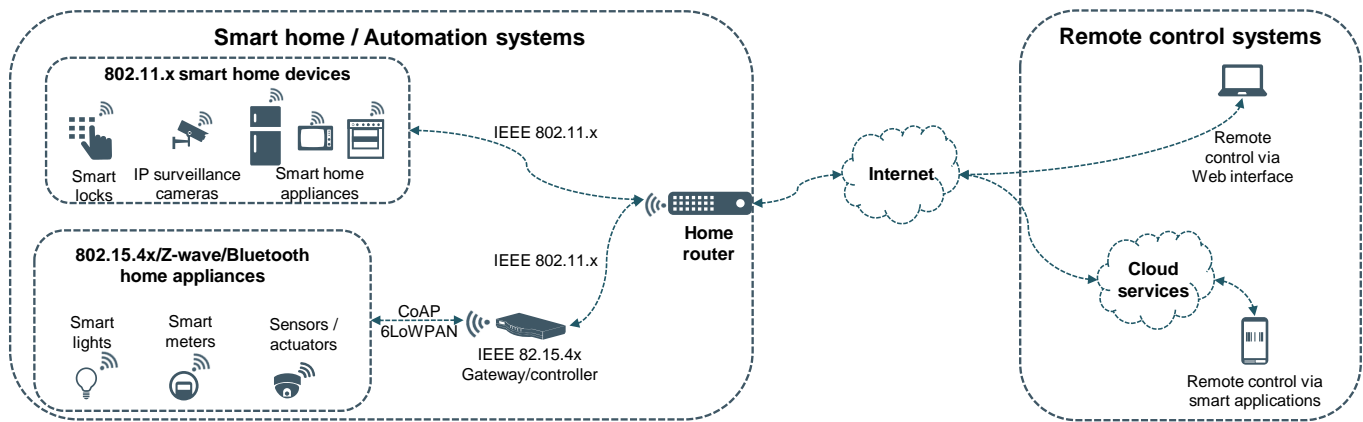 Smart home / Automation systems
802.11.x smart home devices
Smart
locks
IP surveillance
cameras
Smart home
appliances
IEEE 802.11.x
802.15.4x/Z-wave/Bluetooth
home appliances
Smart
lights
Smart
meters
Sensors /
actuators
CoAP
6LoWPAN
IEEE 802.11.x
IEEE 82.15.4x
Gateway/controller
Home
router
Internet
Remote control systems
Remote
control via
Web interface
Cloud
services
Remote control via
smart applications